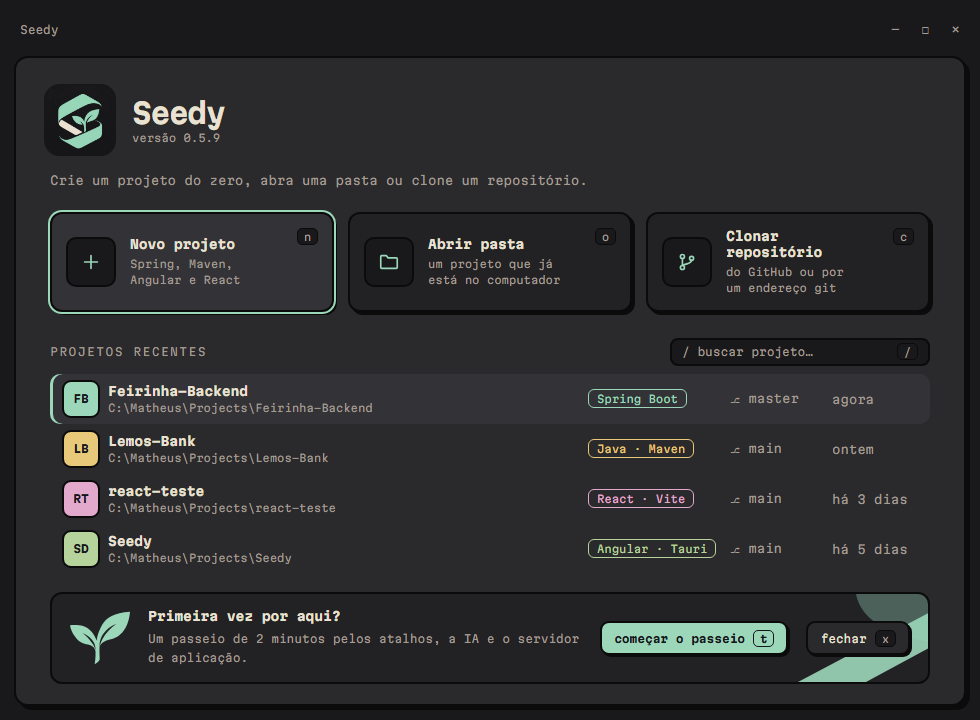 Seedy
Seedy
versão 0.5.9
Crie um projeto do zero, abra uma pasta ou clone um repositório.
Novo projeto
n
Spring, Maven,
Angular e React
Abrir pasta
o
um projeto que já
está no computador
Clonar
repositório
c
do GitHub ou por
um endereço git
PROJETOS RECENTES
/ buscar projeto… /
FB Feirinha-Backend
C:\Matheus\Projects\Feirinha-Backend
Spring Boot master agora
LB Lemos-Bank
C:\Matheus\Projects\Lemos-Bank
Java · Maven main ontem
RT react-teste
C:\Matheus\Projects\react-teste
React · Vite main há 3 dias
SD Seedy
C:\Matheus\Projects\Seedy
Angular · Tauri main há 5 dias
Primeira vez por aqui?
Um passeio de 2 minutos pelos atalhos, a IA e o servidor
de aplicação.
começar o passeio t
fechar x